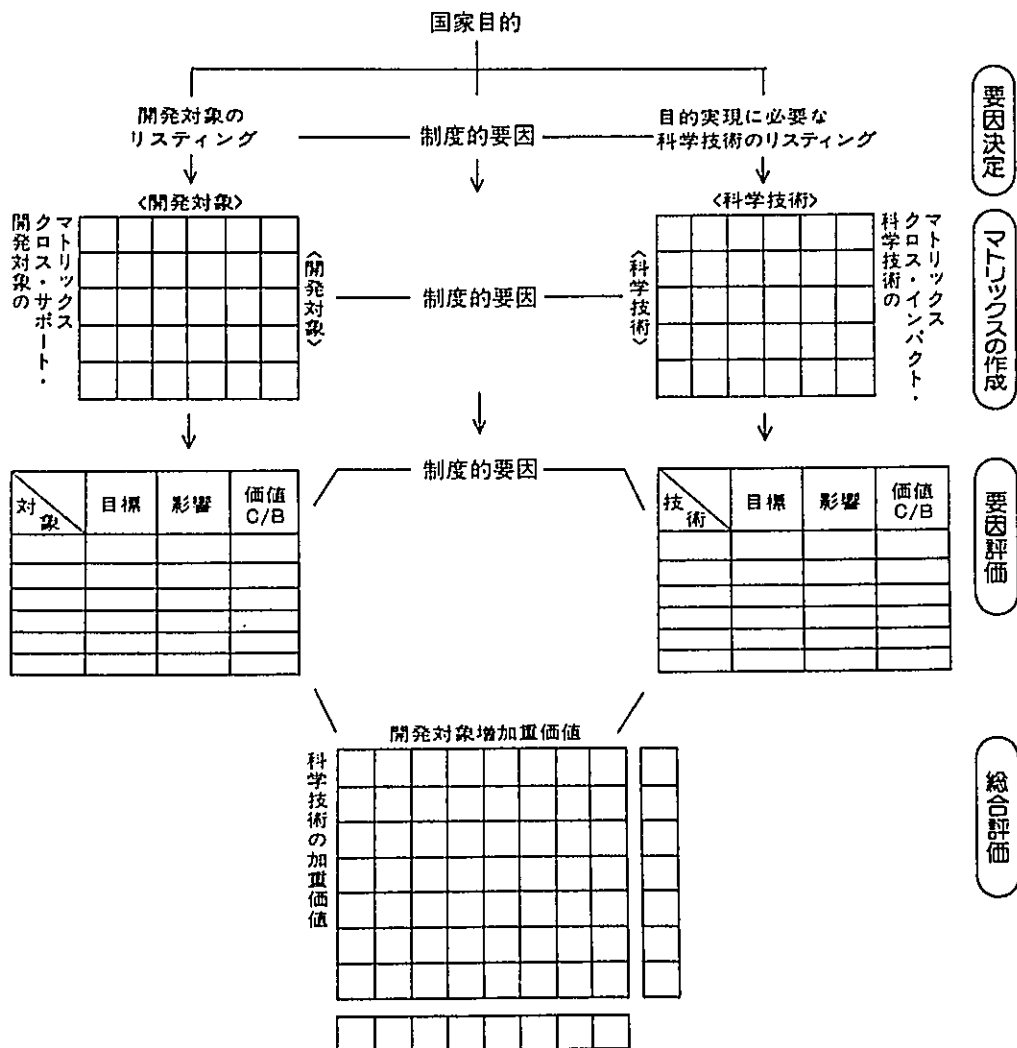 国家目的
開発対象の
リスティング
制度的要因
目的実現に必要な
科学技術のリスティング
要因決定
〈開発対象〉
〈科学技術〉
開発対象の
クロス・サポート・
マトリックス
〈開発対象〉
制度的要因
〈科学技術〉
科学技術の
クロス・インパクト・
マトリックス
マトリックスの作成
制度的要因
対象
目標
影響
価値
C/B
技術
目標
影響
価値
C/B
要因評価
開発対象増加重価値
科学技術の加重価値
総合評価